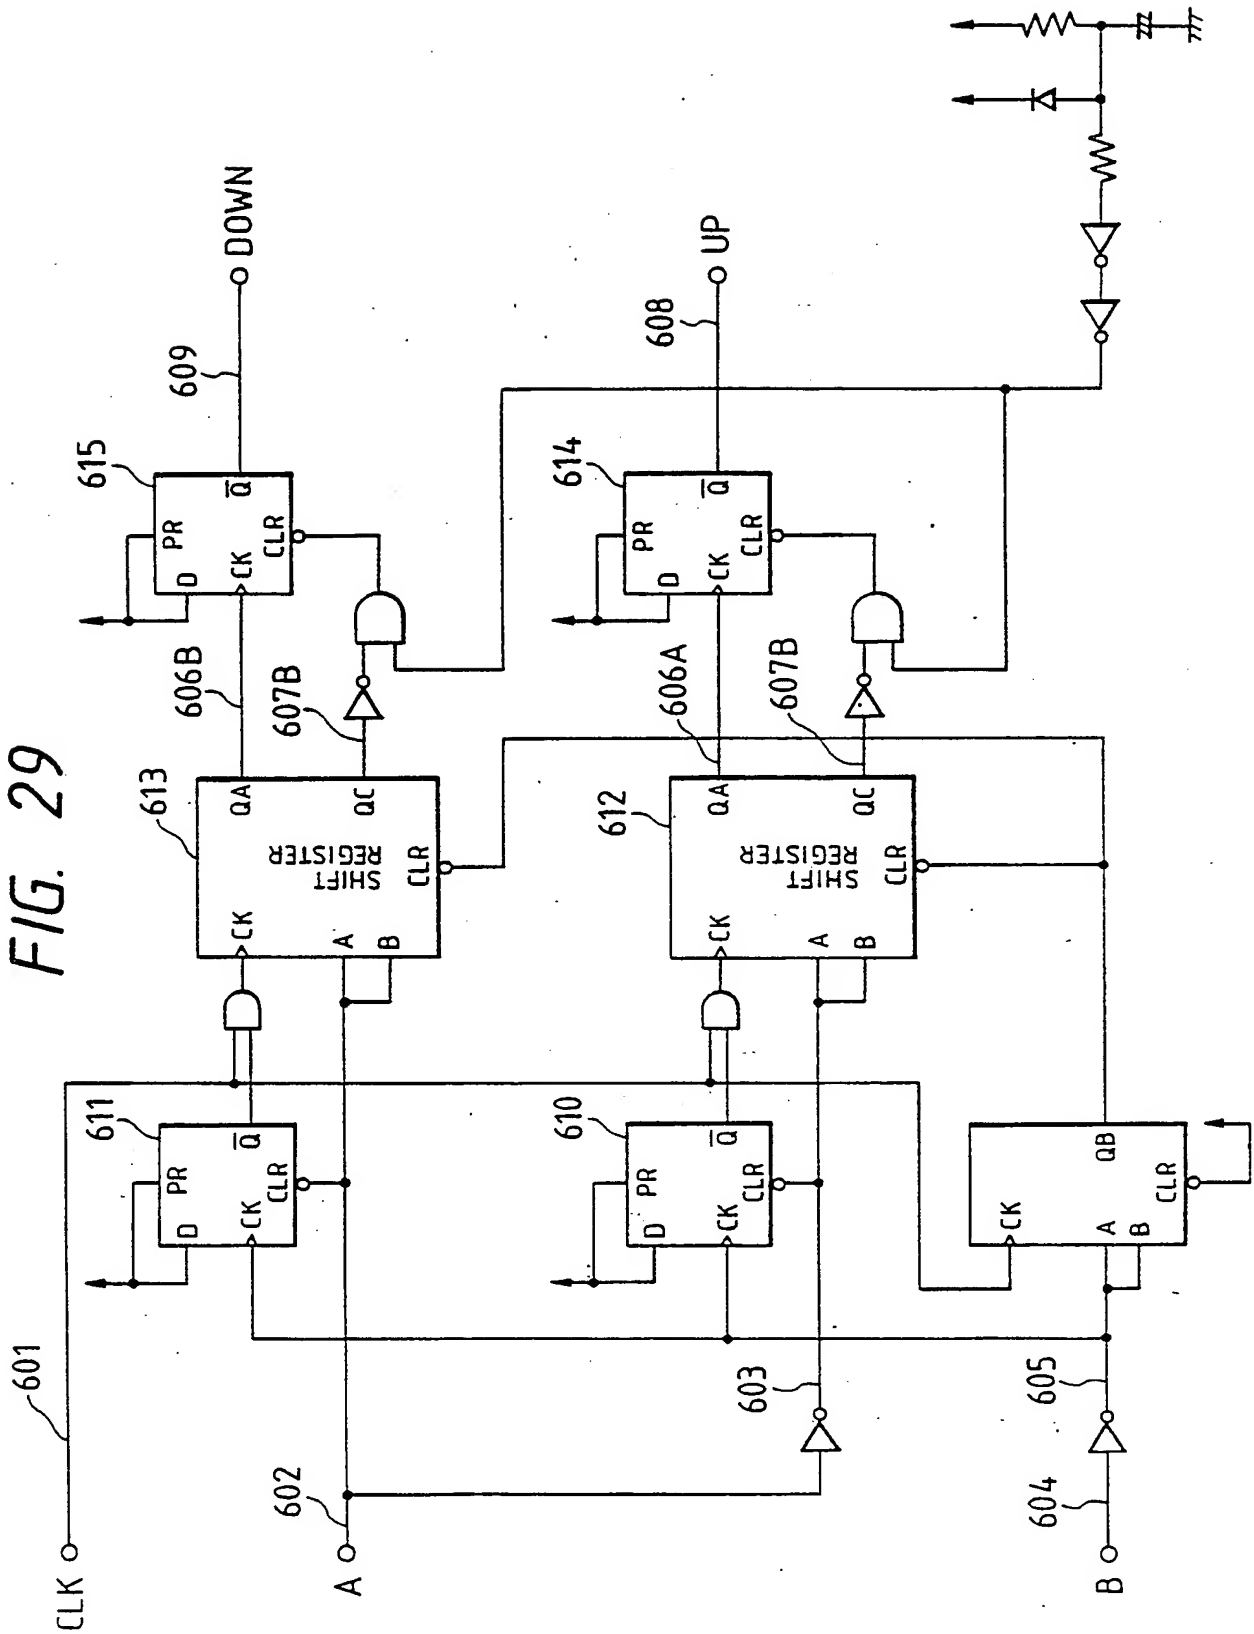 FIG. 29
CLK
601
A
602
603
B
604
605
611
PR
D
CK
CLR
Q
610
PR
D
CK
CLR
Q
CK
A
B
CLR
QB
613
CK
A
B
SHIFT
REGISTER
CLR
QA
QC
612
CK
A
B
SHIFT
REGISTER
CLR
QA
QC
606B
607B
606A
607B
615
PR
D
CK
CLR
Q
614
PR
D
CK
CLR
Q
609
DOWN
608
UP